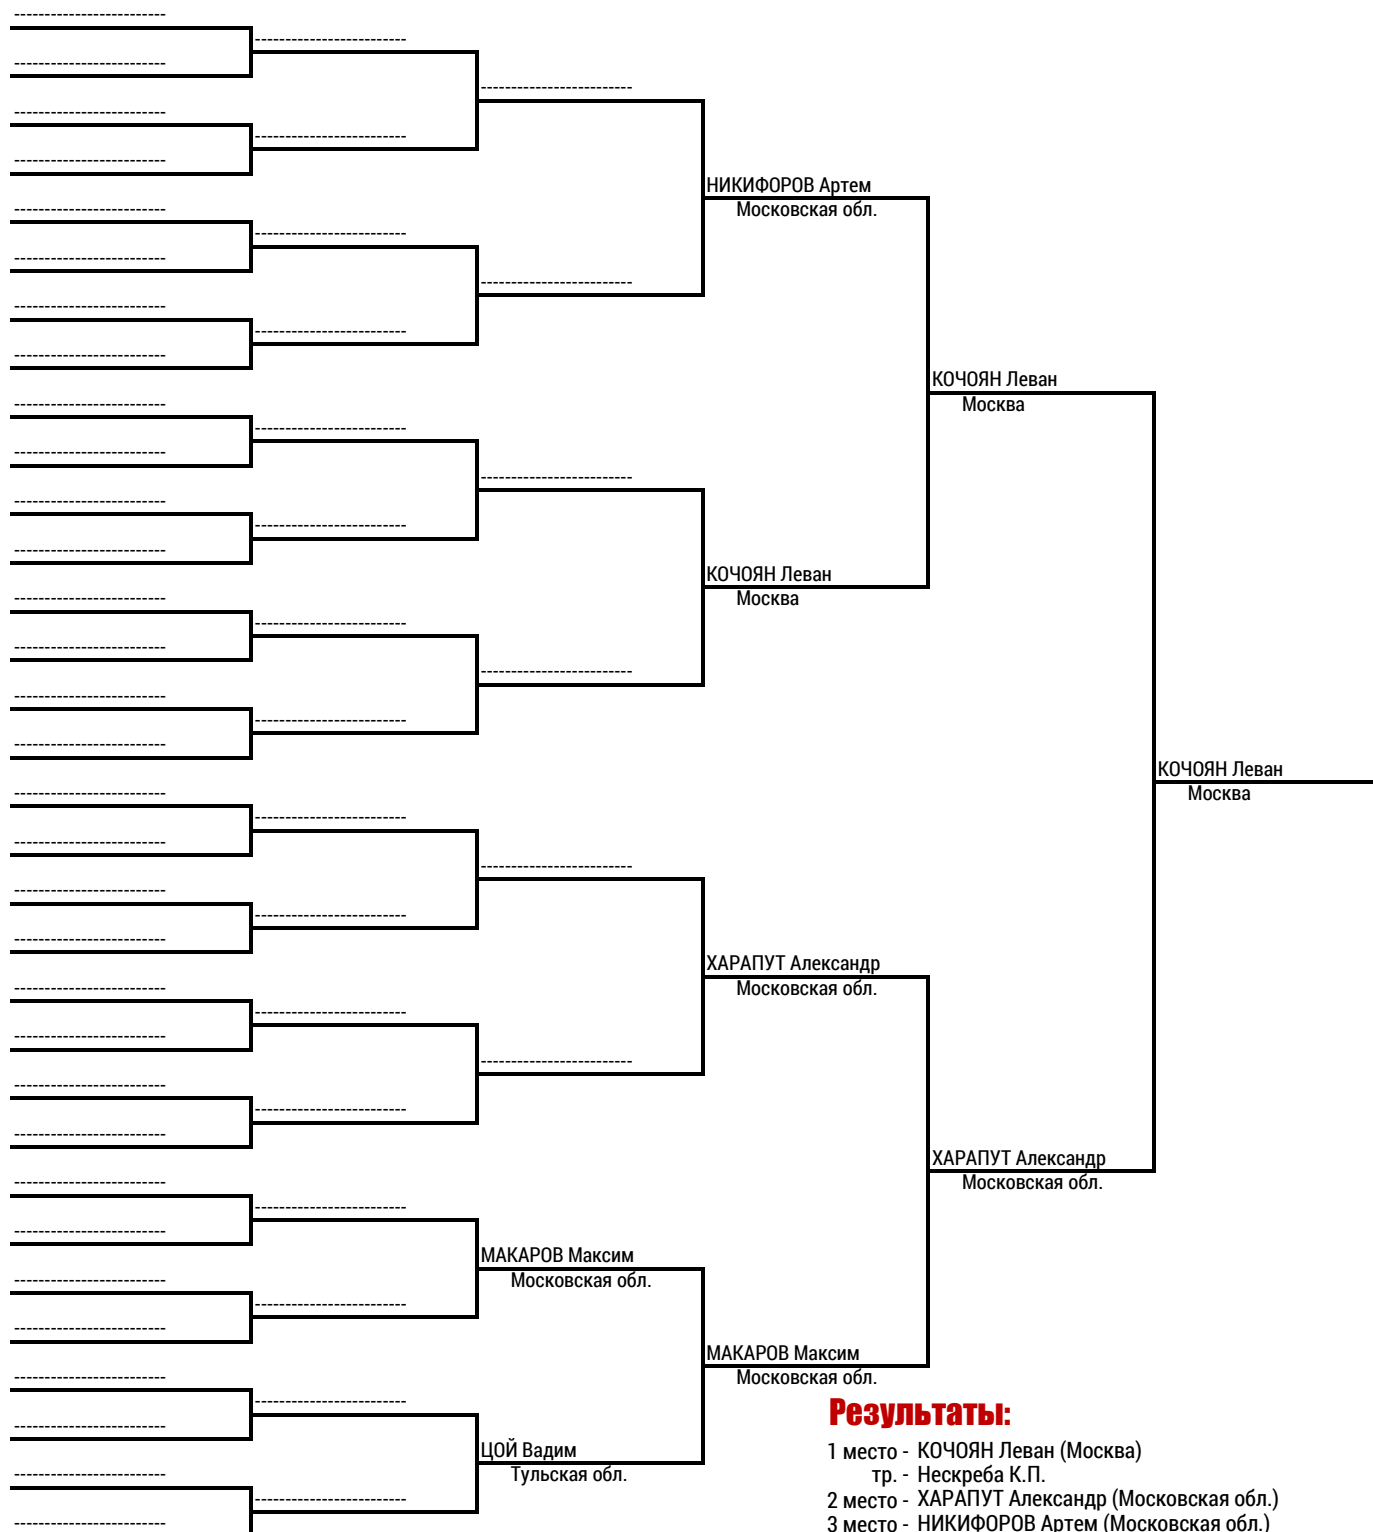 НИКИФОРОВ Артем
Московская обл.
КОЧОЯН Леван
Москва
КОЧОЯН Леван
Москва
КОЧОЯН Леван
Москва
ХАРАПУТ Александр
Московская обл.
ХАРАПУТ Александр
Московская обл.
МАКАРОВ Максим
Московская обл.
МАКАРОВ Максим
Московская обл.
ЦОЙ Вадим
Тульская обл.
Результаты:
1 место - КОЧОЯН Леван (Москва)
тр. - Нескреба К.П.
2 место - ХАРАПУТ Александр (Московская обл.)
3 место - НИКИФОРОВ Артем (Московская обл.)